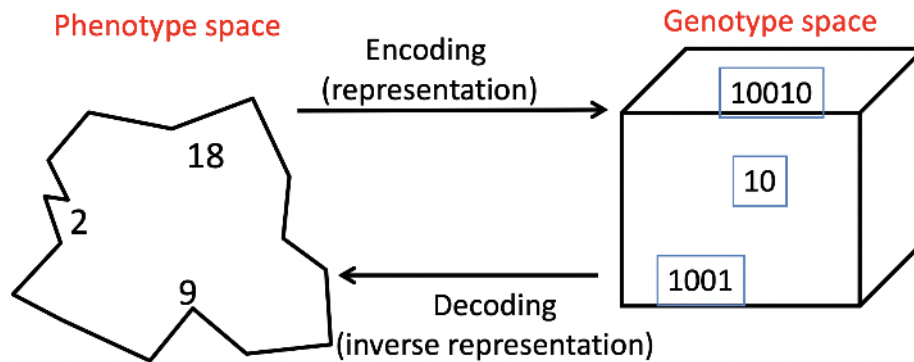 Phenotype space
Genotype space
Encoding
(representation)
10010
18
10
2
9
1001
Decoding
(inverse representation)